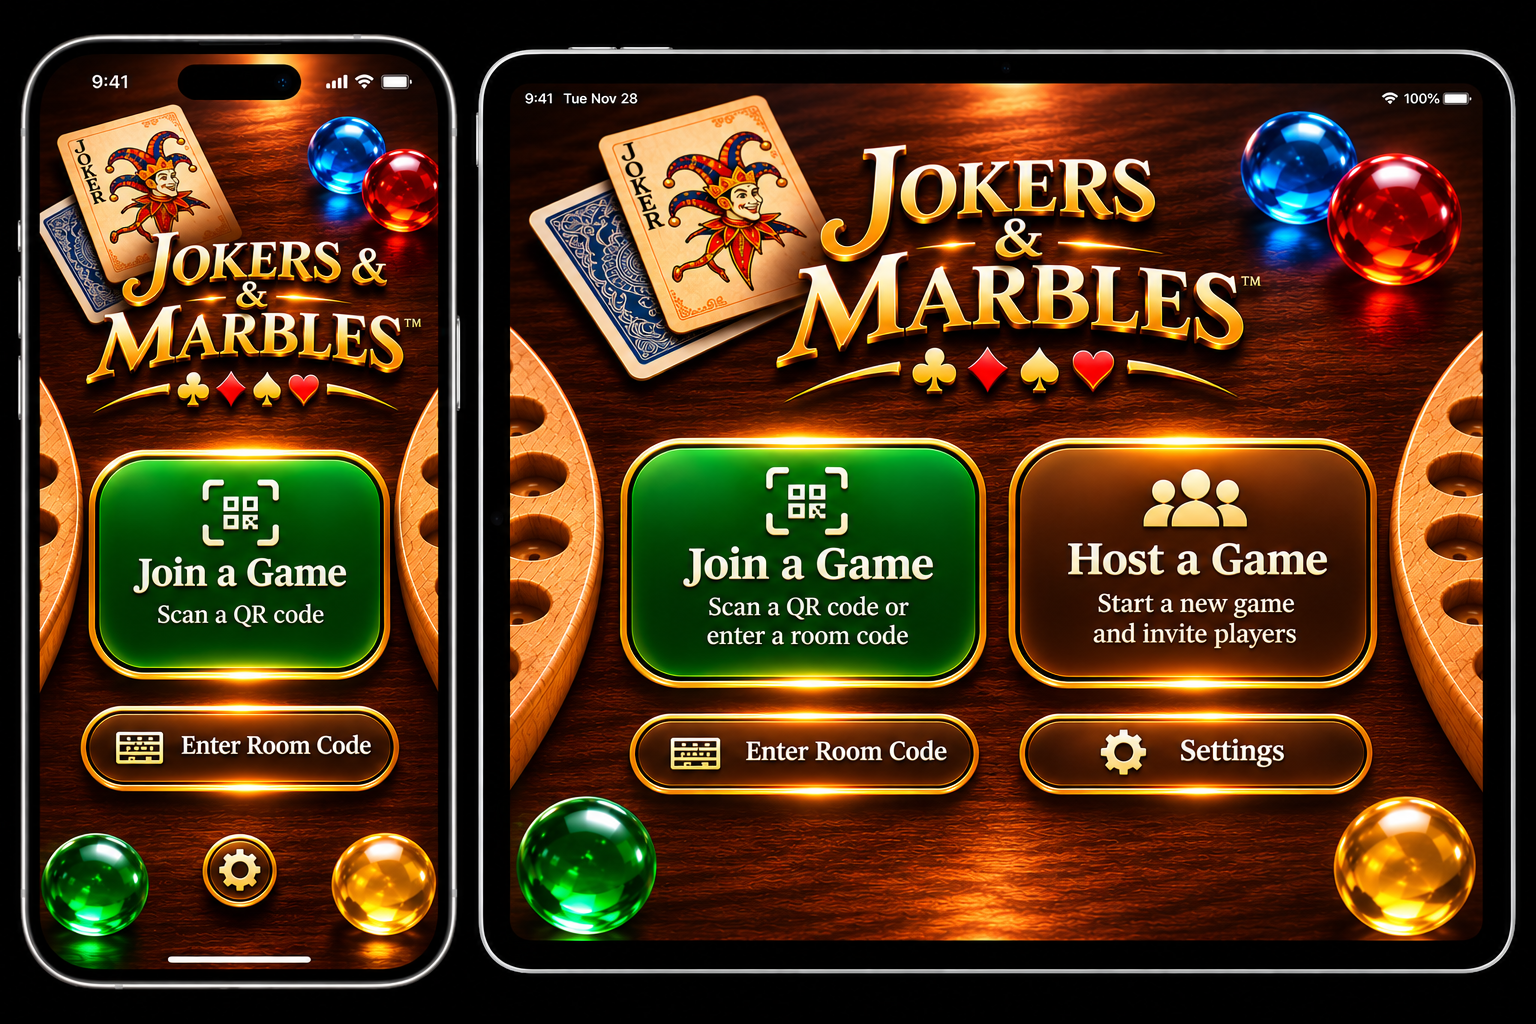 9:41
JOKER
JOKERS &
&
MARBLES™
Join a Game
Scan a QR code
Enter Room Code
9:41 Tue Nov 28
100%
JOKER
JOKERS
&
MARBLES™
Join a Game
Scan a QR code or
enter a room code
Host a Game
Start a new game
and invite players
Enter Room Code
Settings